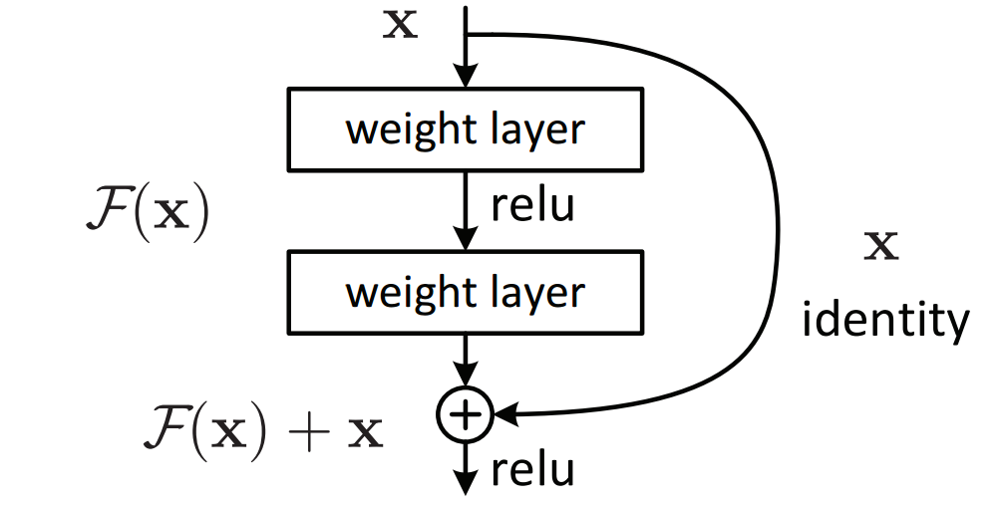 x
weight layer
relu
F(x)
x
identity
weight layer
F(x) + x
+
relu